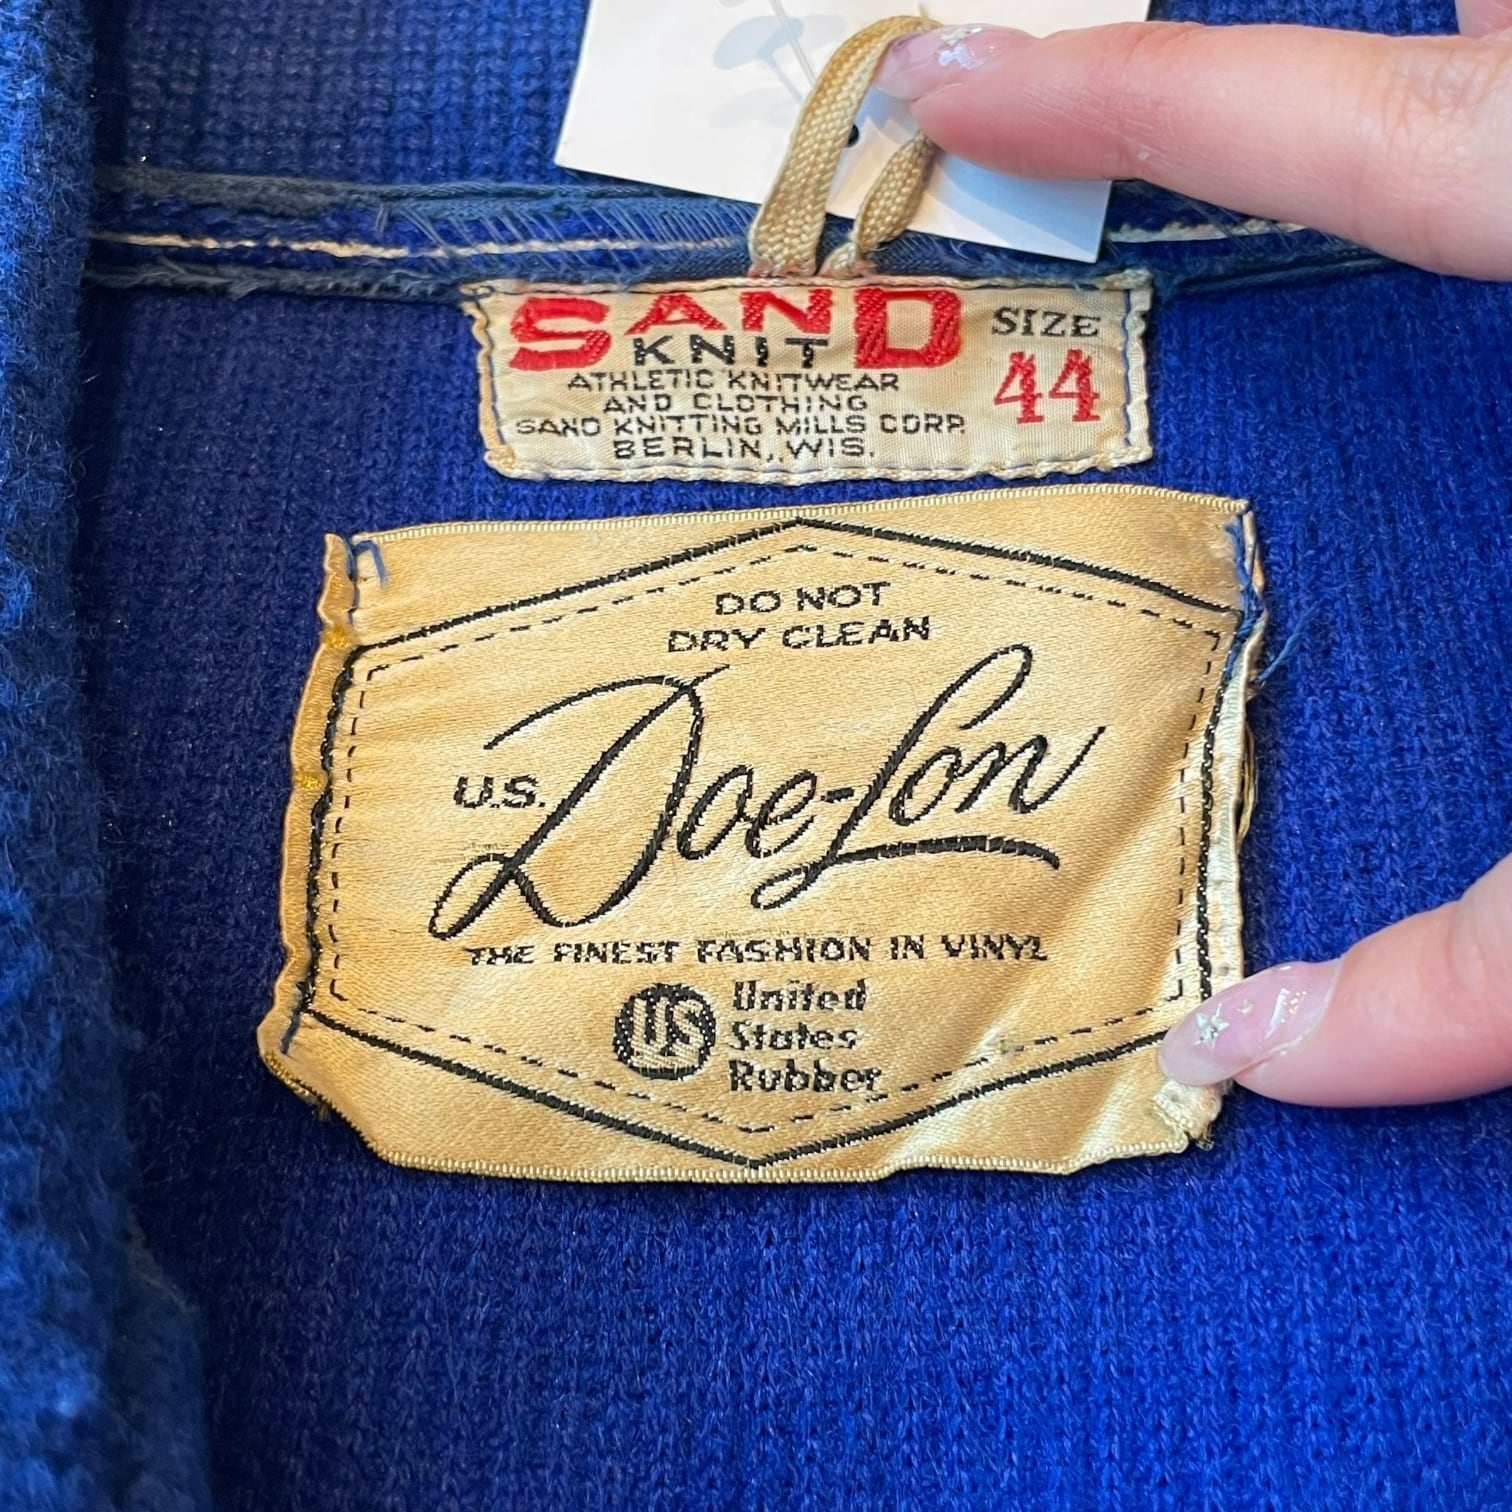 SAND SIZE
KNIT 44
ATHLETIC KNITWEAR
AND CLOTHING
SAND KNITTING MILLS CORP.
BERLIN, WIS.
DO NOT
DRY CLEAN
U.S. Doe-Lon
THE FINEST FASHION IN VINYL
US United
States
Rubber